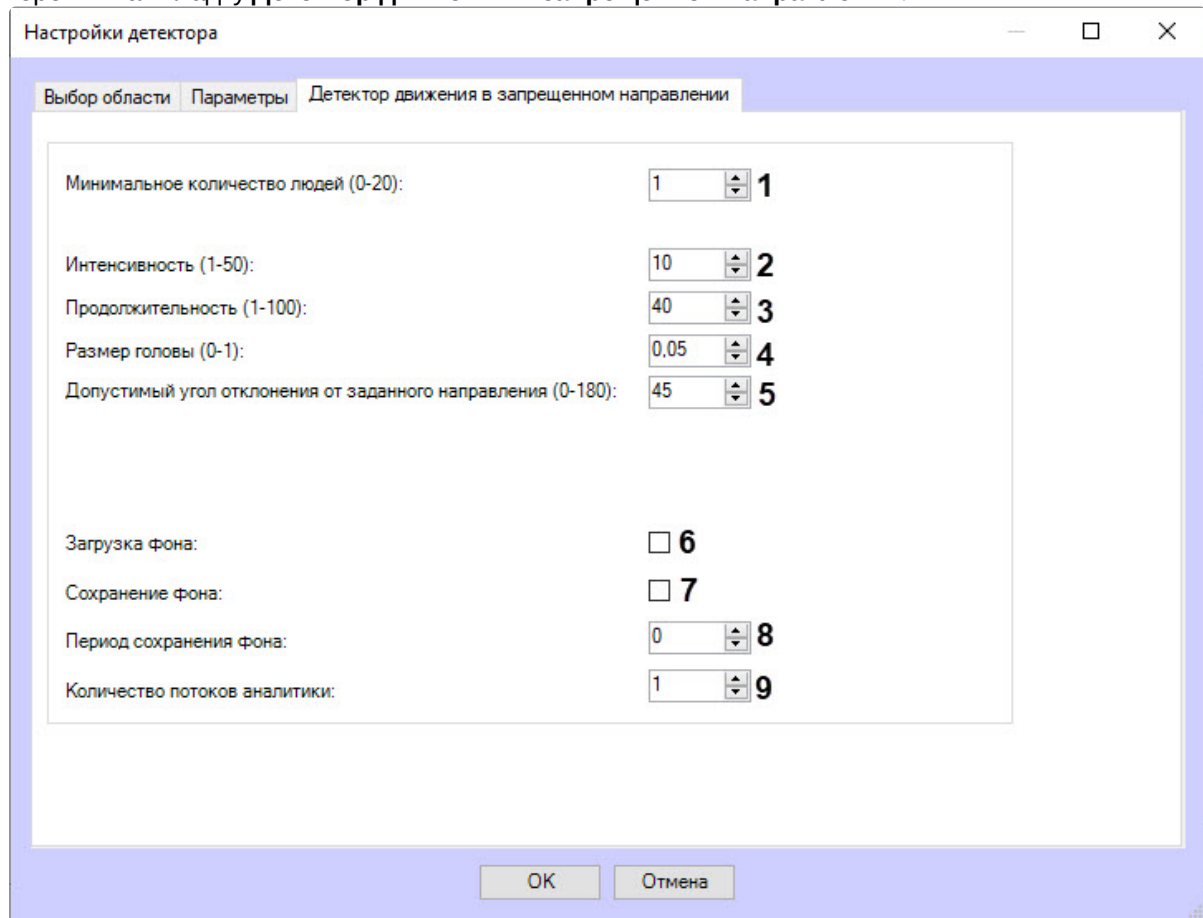 Настройки детектора
Выбор области Параметры Детектор движения в запрещенном направлении
Минимальное количество людей (0-20): 1 1
Интенсивность (1-50): 10 2
Продолжительность (1-100): 40 3
Размер головы (0-1): 0,05 4
Допустимый угол отклонения от заданного направления (0-180): 45 5
Загрузка фона: 6
Сохранение фона: 7
Период сохранения фона: 0 8
Количество потоков аналитики: 1 9
OK Отмена